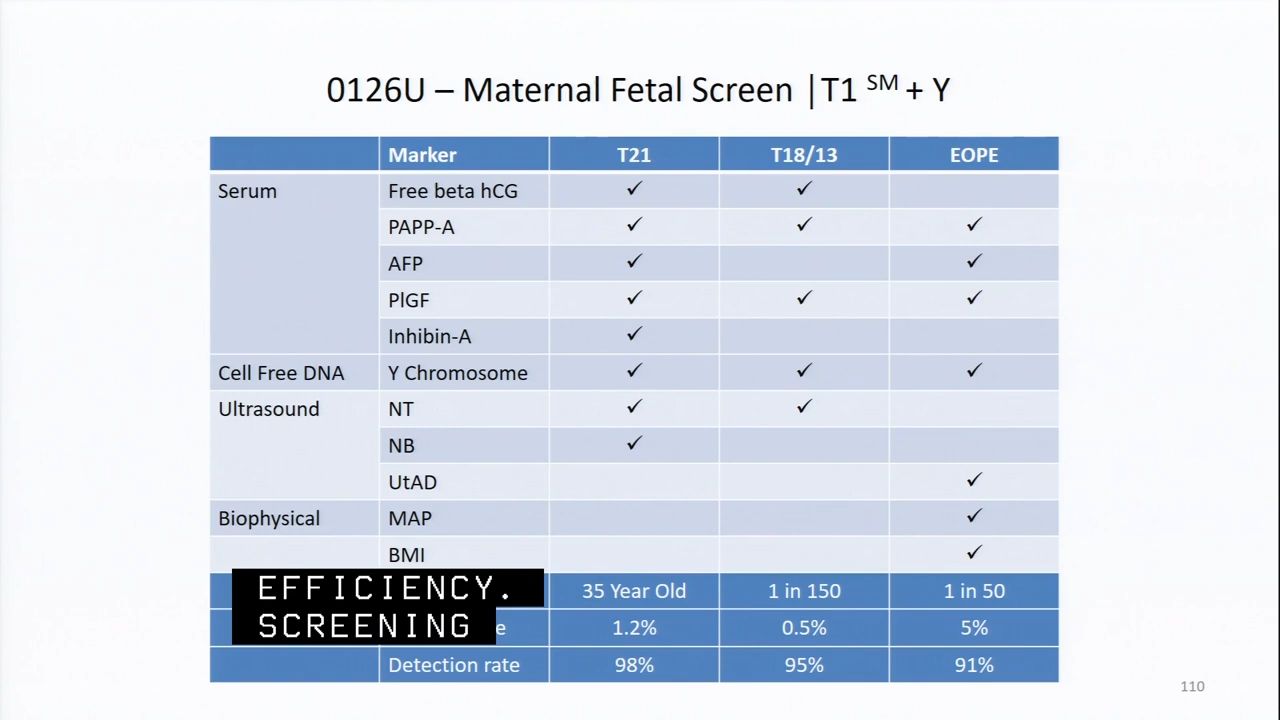 0126U – Maternal Fetal Screen |T1 SM + Y
Marker T21 T18/13 EOPE
Serum Free beta hCG ✓ ✓
PAPP-A ✓ ✓ ✓
AFP ✓ ✓
PlGF ✓ ✓ ✓
Inhibin-A ✓
Cell Free DNA Y Chromosome ✓ ✓ ✓
Ultrasound NT ✓ ✓
NB ✓
UtAD ✓
Biophysical MAP ✓
BMI ✓
EFFICIENCY. 35 Year Old 1 in 150 1 in 50
SCREENING e 1.2% 0.5% 5%
Detection rate 98% 95% 91%
110